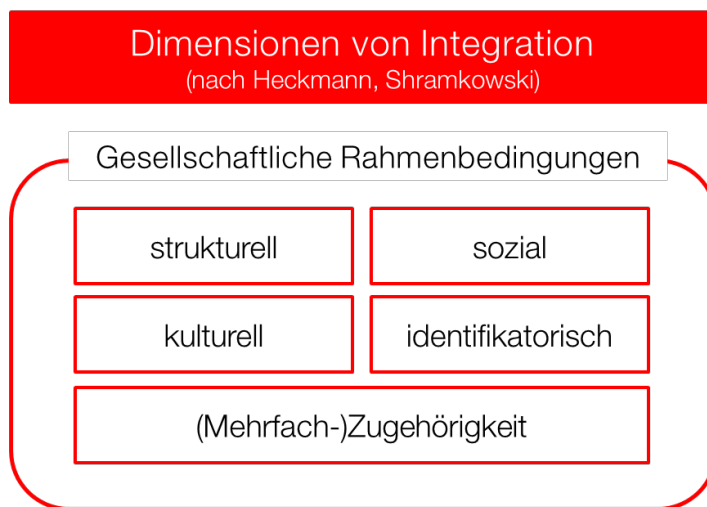 Dimensionen von Integration
(nach Heckmann, Shramkowski)
Gesellschaftliche Rahmenbedingungen
strukturell
sozial
kulturell
identifikatorisch
(Mehrfach-)Zugehörigkeit